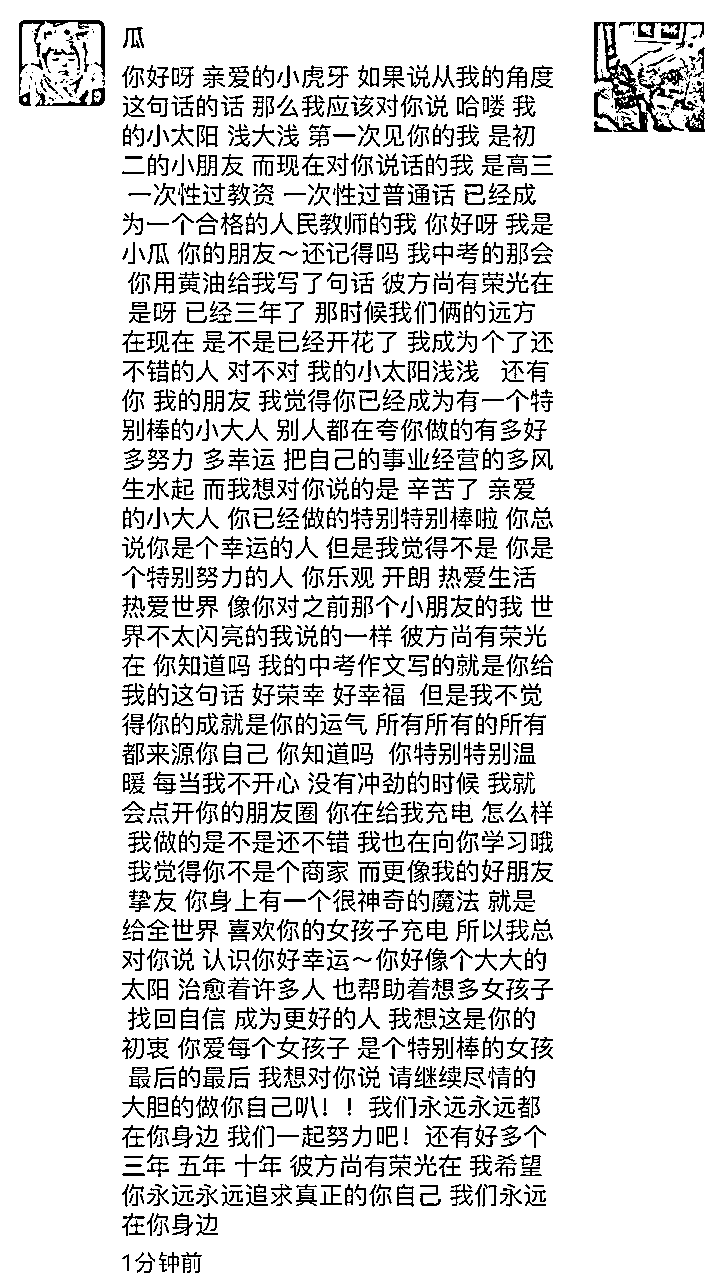 瓜
你好呀 亲爱的小虎牙 如果说从我的角度
这句话的话 那么我应该对你说 哈喽 我
的小太阳 浅大浅 第一次见你的我 是初
二的小朋友 而现在对你说话的我 是高三
一次性过教资 一次性过普通话 已经成
为一个合格的人民教师的我 你好呀 我是
小瓜 你的朋友～还记得吗 我中考的那会
你用黄油给我写了句话 彼方尚有荣光在
是呀 已经三年了 那时候我们俩的远方
在现在 是不是已经开花了 我成为个了还
不错的人 对不对 我的小太阳浅浅 还有
你 我的朋友 我觉得你已经成为有一个特
别棒的小大人 别人都在夸你做的有多好
多努力 多幸运 把自己的事业经营的多风
生水起 而我想对你说的是 辛苦了 亲爱
的小大人 你已经做的特别特别棒啦 你总
说你是个幸运的人 但是我觉得不是 你是
个特别努力的人 你乐观 开朗 热爱生活
热爱世界 像你对之前那个小朋友的我 世
界不太闪亮的我说的一样 彼方尚有荣光
在 你知道吗 我的中考作文写的就是你给
我的这句话 好荣幸 好幸福 但是我不觉
得你的成就是你的运气 所有所有的所有
都来源你自己 你知道吗 你特别特别温
暖 每当我不开心 没有冲劲的时候 我就
会点开你的朋友圈 你在给我充电 怎么样
我做的是不是还不错 我也在向你学习哦
我觉得你不是个商家 而更像我的好朋友
挚友 你身上有一个很神奇的魔法 就是
给全世界 喜欢你的女孩子充电 所以我总
对你说 认识你好幸运～你好像个大大的
太阳 治愈着许多人 也帮助着想多女孩子
找回自信 成为更好的人 我想这是你的
初衷 你爱每个女孩子 是个特别棒的女孩
最后的最后 我想对你说 请继续尽情的
大胆的做你自己叭！！我们永远永远都
在你身边 我们一起努力吧！还有好多个
三年 五年 十年 彼方尚有荣光在 我希望
你永远永远追求真正的你自己 我们永远
在你身边
1分钟前